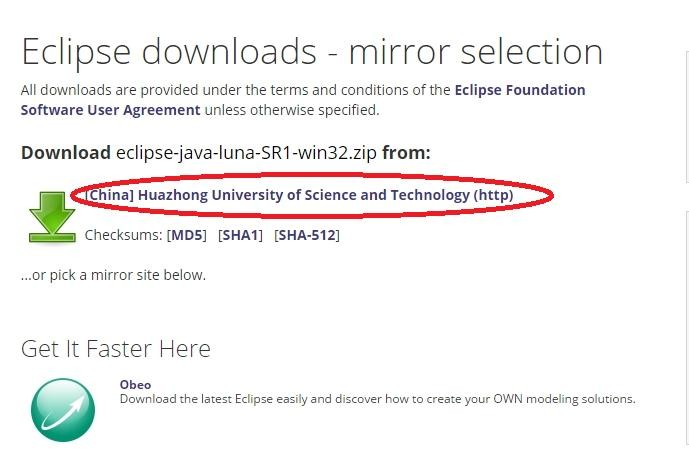 Eclipse downloads - mirror selection
All downloads are provided under the terms and conditions of the Eclipse Foundation
Software User Agreement unless otherwise specified.
Download eclipse-java-luna-SR1-win32.zip from:
[China] Huazhong University of Science and Technology (http)
Checksums: [MD5] [SHA1] [SHA-512]
...or pick a mirror site below.
Get It Faster Here
Obeo
Download the latest Eclipse easily and discover how to create your OWN modeling solutions.